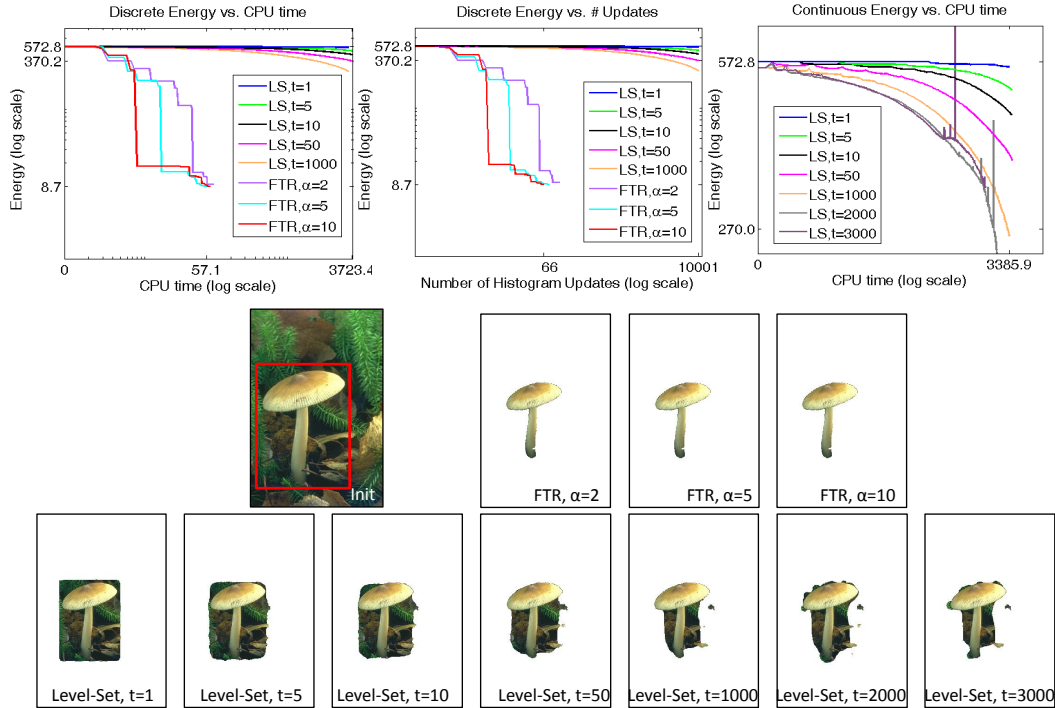 Discrete Energy vs. CPU time
Energy (log scale)
572.8
370.2
8.7
LS,t=1
LS,t=5
LS,t=10
LS,t=50
LS,t=1000
FTR,α=2
FTR,α=5
FTR,α=10
0
57.1
3723.4
CPU time (log scale)
Discrete Energy vs. # Updates
Energy (log scale)
572.8
370.2
8.7
LS,t=1
LS,t=5
LS,t=10
LS,t=50
LS,t=1000
FTR,α=2
FTR,α=5
FTR,α=10
66
10001
Number of Histogram Updates (log scale)
Continuous Energy vs. CPU time
Energy (log scale)
572.8
270.0
LS,t=1
LS,t=5
LS,t=10
LS,t=50
LS,t=1000
LS,t=2000
LS,t=3000
0
3385.9
CPU time (log scale)
Init
FTR, α=2
FTR, α=5
FTR, α=10
Level-Set, t=1
Level-Set, t=5
Level-Set, t=10
Level-Set, t=50
Level-Set, t=1000
Level-Set, t=2000
Level-Set, t=3000